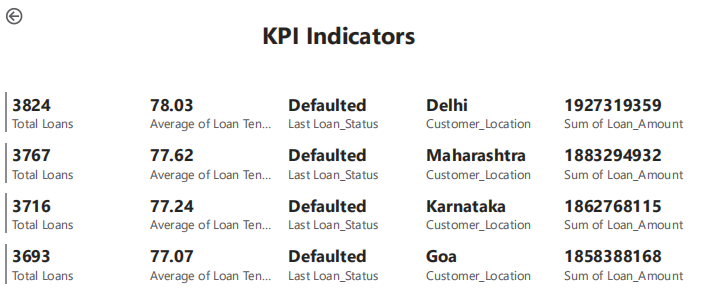 KPI Indicators
3824 78.03 Defaulted Delhi 1927319359
Total Loans Average of Loan Ten... Last Loan_Status Customer_Location Sum of Loan_Amount
3767 77.62 Defaulted Maharashtra 1883294932
Total Loans Average of Loan Ten... Last Loan_Status Customer_Location Sum of Loan_Amount
3716 77.24 Defaulted Karnataka 1862768115
Total Loans Average of Loan Ten... Last Loan_Status Customer_Location Sum of Loan_Amount
3693 77.07 Defaulted Goa 1858388168
Total Loans Average of Loan Ten... Last Loan_Status Customer_Location Sum of Loan_Amount